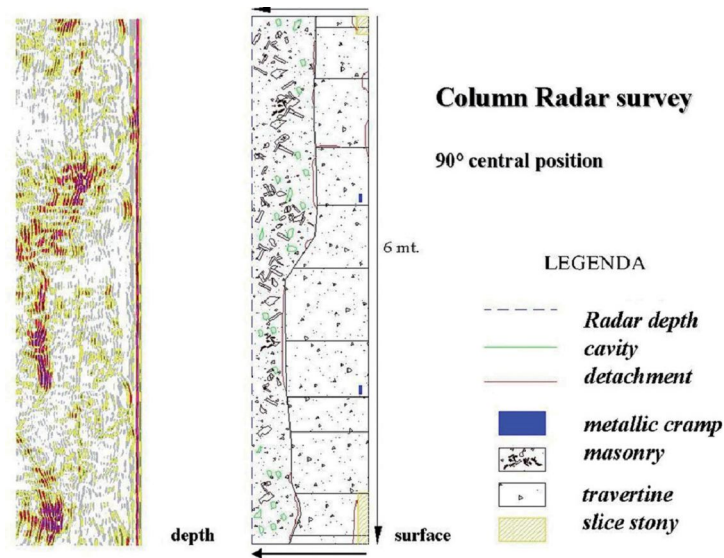 Column Radar survey
90° central position
6 mt.
LEGENDA
Radar depth
cavity
detachment
metallic cramp
masonry
travertine
slice stony
depth
surface